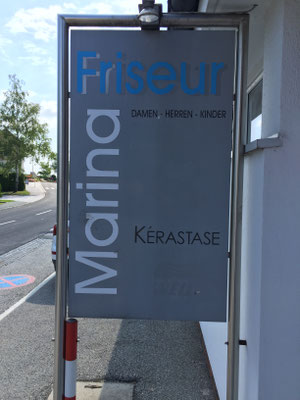 Friseur
DAMEN - HERREN - KINDER
Marina
KÉRASTASE